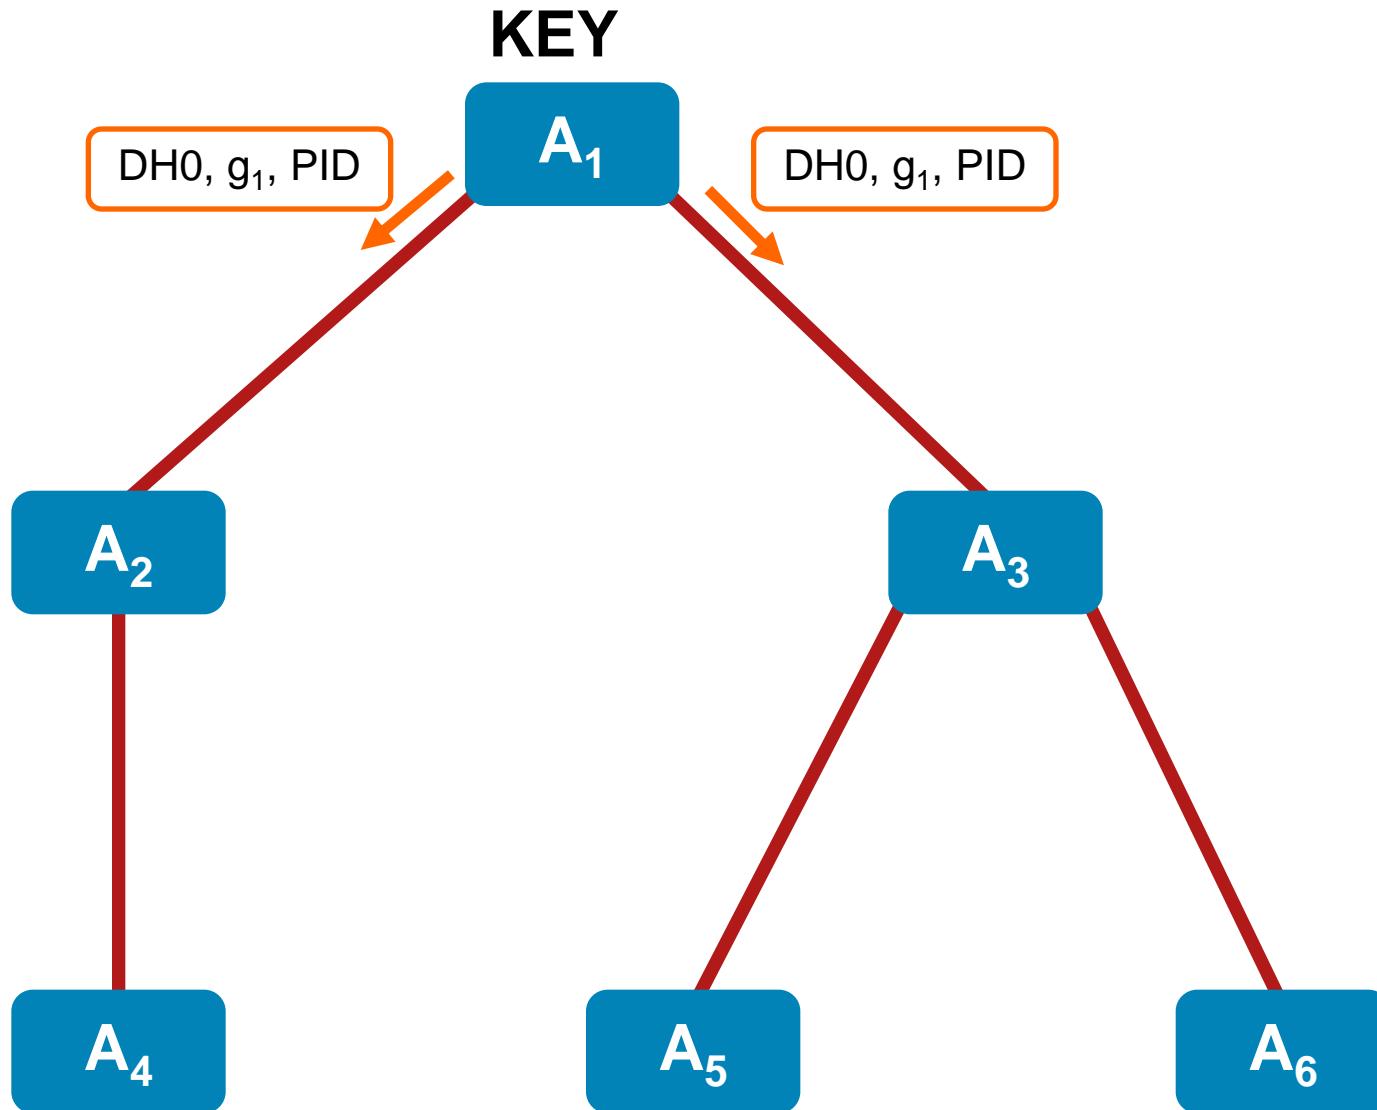 KEY
A₁
DH0, g₁, PID
DH0, g₁, PID
A₂
A₃
A₄
A₅
A₆